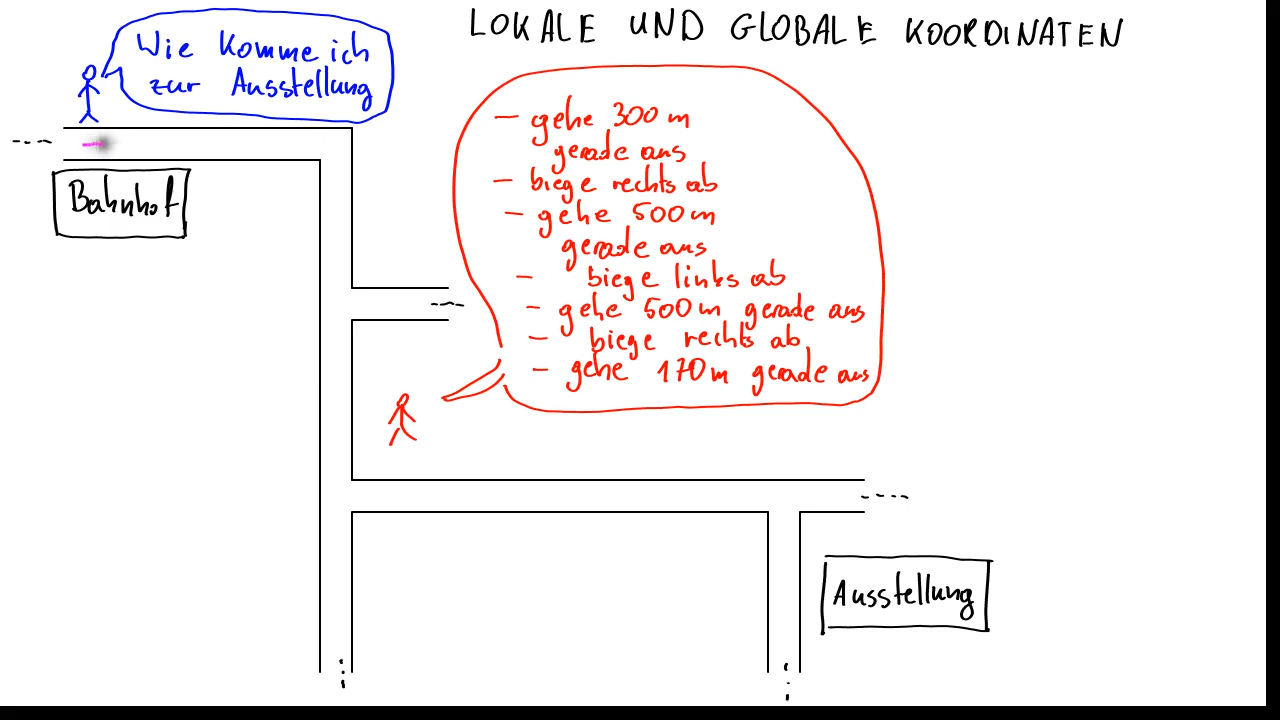 LOKALE UND GLOBALE KOORDINATEN
Wie komme ich
zur Ausstellung
Bahnhof
- gehe 300 m
gerade aus
- biege rechts ab
- gehe 500 m
gerade aus
- biege links ab
- gehe 500 m gerade aus
- biege rechts ab
- gehe 170 m gerade aus
Ausstellung